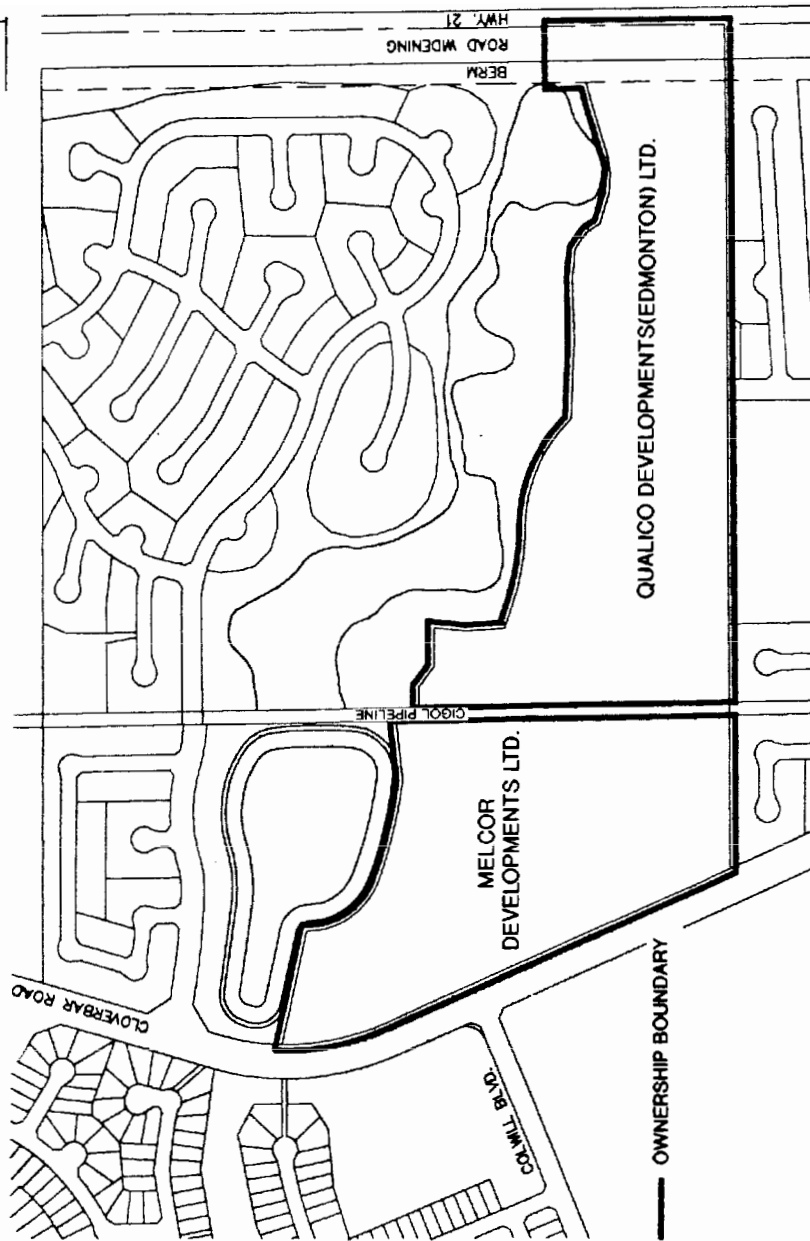 HWY. 21
ROAD WIDENING
BERM
QUALICO DEVELOPMENTS(EDMONTON) LTD.
CIGOL PIPELINE
MELCOR
DEVELOPMENTS LTD.
CLOVERBAR ROAD
COLWILL BLVD.
OWNERSHIP BOUNDARY